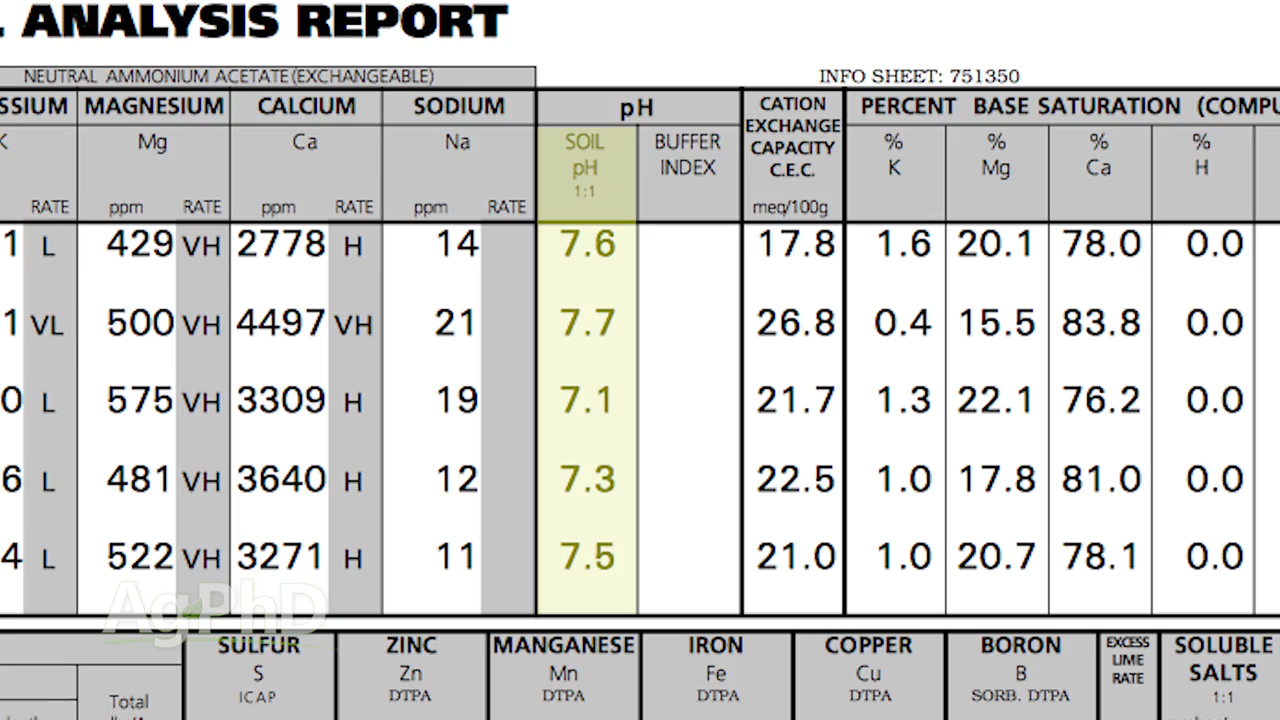 . ANALYSIS REPORT
NEUTRAL AMMONIUM ACETATE (EXCHANGEABLE) INFO SHEET: 751350
SSIUM MAGNESIUM CALCIUM SODIUM pH CATION EXCHANGE CAPACITY C.E.C. PERCENT BASE SATURATION (COMPU
K Mg Ca Na SOIL pH 1:1 BUFFER INDEX % K % Mg % Ca % H
RATE ppm RATE ppm RATE ppm RATE meq/100g
1 L 429 VH 2778 H 14 7.6 17.8 1.6 20.1 78.0 0.0
1 VL 500 VH 4497 VH 21 7.7 26.8 0.4 15.5 83.8 0.0
0 L 575 VH 3309 H 19 7.1 21.7 1.3 22.1 76.2 0.0
6 L 481 VH 3640 H 12 7.3 22.5 1.0 17.8 81.0 0.0
4 L 522 VH 3271 H 11 7.5 21.0 1.0 20.7 78.1 0.0
AgPhD
SULFUR ZINC MANGANESE IRON COPPER BORON EXCESS LIME RATE SOLUBLE SALTS
S Zn Mn Fe Cu B
ICAP DTPA DTPA DTPA DTPA SORB. DTPA 1:1
Total